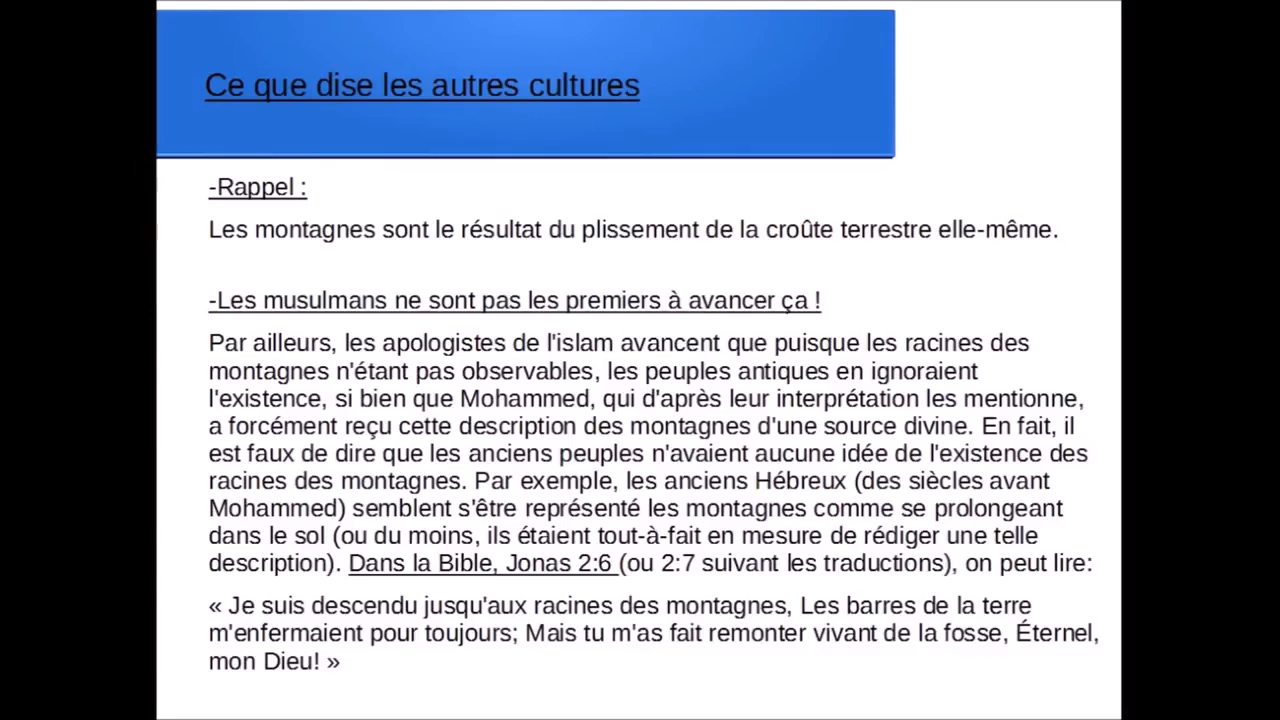 Ce que dise les autres cultures
-Rappel :
Les montagnes sont le résultat du plissement de la croûte terrestre elle-même.
-Les musulmans ne sont pas les premiers à avancer ça !
Par ailleurs, les apologistes de l'islam avancent que puisque les racines des
montagnes n'étant pas observables, les peuples antiques en ignoraient
l'existence, si bien que Mohammed, qui d'après leur interprétation les mentionne,
a forcément reçu cette description des montagnes d'une source divine. En fait, il
est faux de dire que les anciens peuples n'avaient aucune idée de l'existence des
racines des montagnes. Par exemple, les anciens Hébreux (des siècles avant
Mohammed) semblent s'être représenté les montagnes comme se prolongeant
dans le sol (ou du moins, ils étaient tout-à-fait en mesure de rédiger une telle
description). Dans la Bible, Jonas 2:6 (ou 2:7 suivant les traductions), on peut lire:
« Je suis descendu jusqu'aux racines des montagnes, Les barres de la terre
m'enfermaient pour toujours; Mais tu m'as fait remonter vivant de la fosse, Éternel,
mon Dieu! »